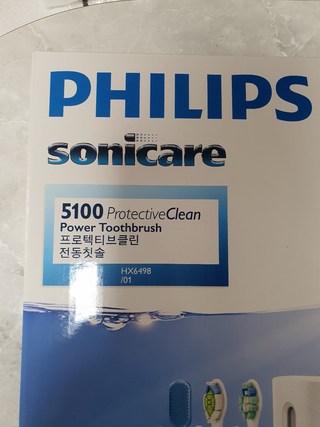 PHILIPS
sonicare
5100 ProtectiveClean
Power Toothbrush
프로텍티브클린
전동칫솔
HX6498
/01